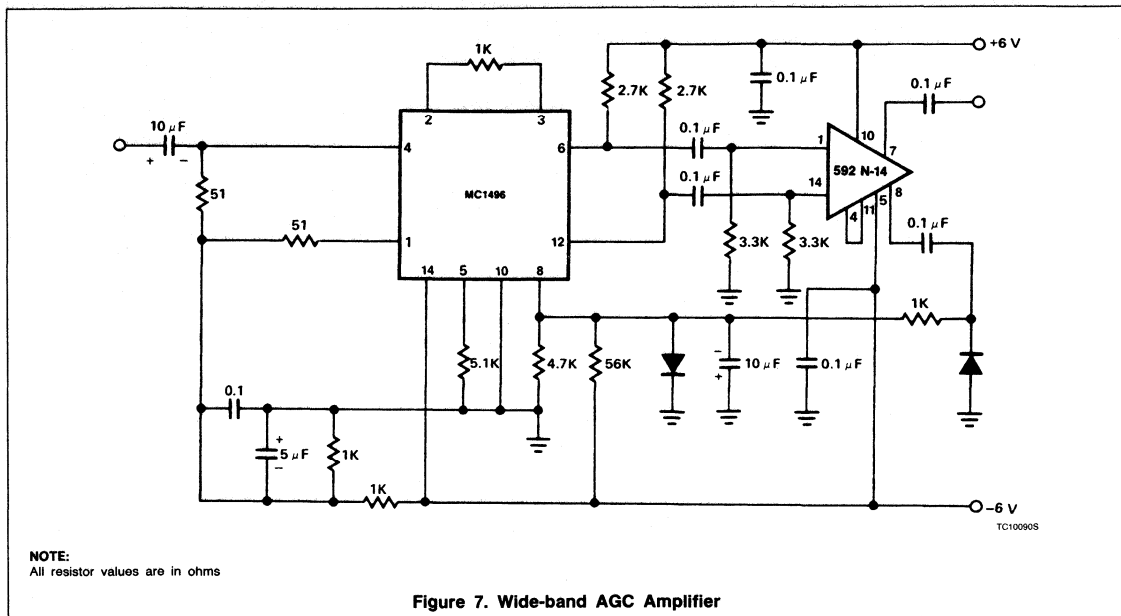 1K
+6 V
0.1 μF
0.1 μF
2.7K
2.7K
2
3
10 μF
+
−
4
6
0.1 μF
1
10
7
592 N-14
51
MC1496
0.1 μF
14
8
5
11
4
51
1
12
3.3K
3.3K
0.1 μF
14
5
10
8
1K
5.1K
4.7K
56K
−
+
10 μF
0.1 μF
0.1
+
5 μF
−
1K
1K
−6 V
TC10090S
NOTE:
All resistor values are in ohms
Figure 7. Wide-band AGC Amplifier